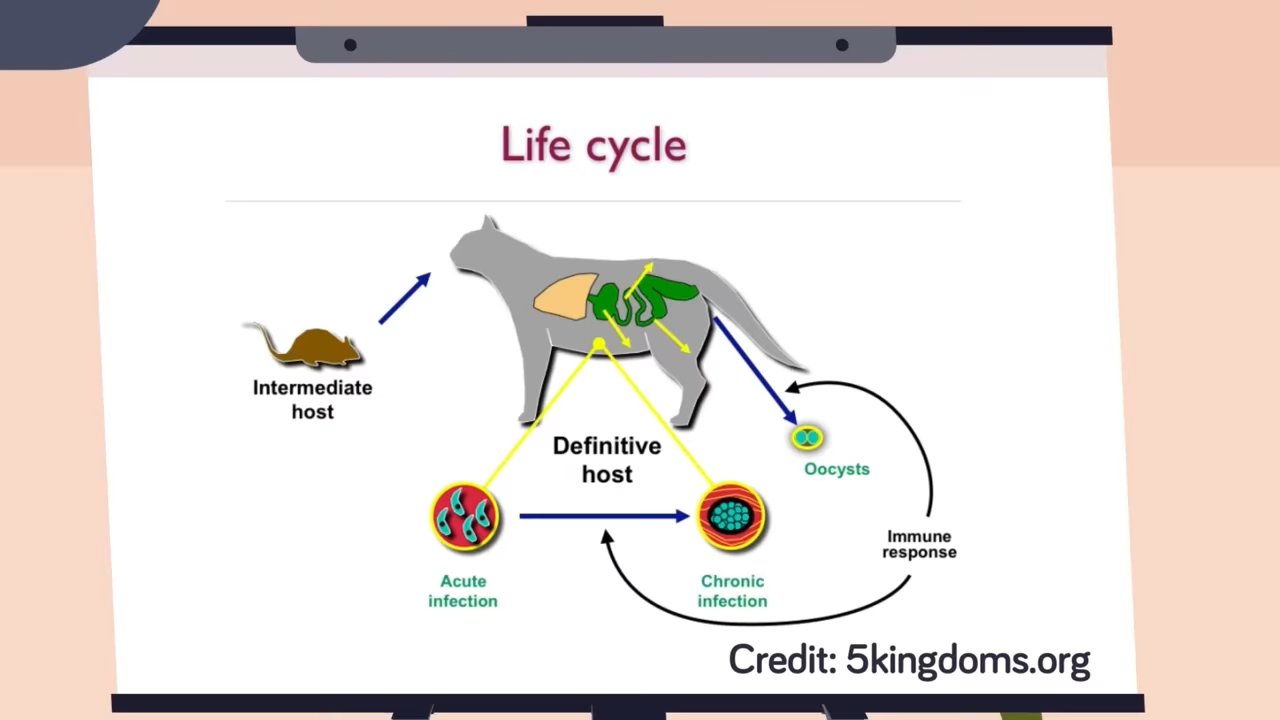 Life cycle
Intermediate
host
Definitive
host
Oocysts
Immune
response
Acute
infection
Chronic
infection
Credit: 5kingdoms.org